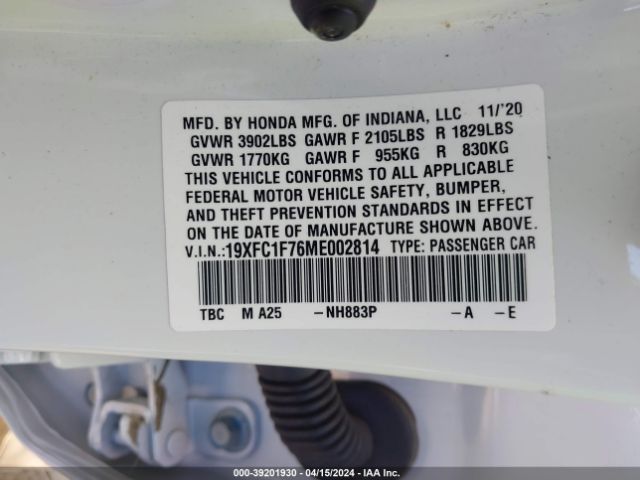 MFD. BY HONDA MFG. OF INDIANA, LLC 11/'20
GVWR 3902LBS GAWR F 2105LBS R 1829LBS
GVWR 1770KG GAWR F 955KG R 830KG
THIS VEHICLE CONFORMS TO ALL APPLICABLE
FEDERAL MOTOR VEHICLE SAFETY, BUMPER,
AND THEFT PREVENTION STANDARDS IN EFFECT
ON THE DATE OF MANUFACTURE SHOWN ABOVE.
V.I.N.:19XFC1F76ME002814 TYPE: PASSENGER CAR
TBC M A25 -NH883P -A -E
000-39201930 - 04/15/2024 - IAA Inc.